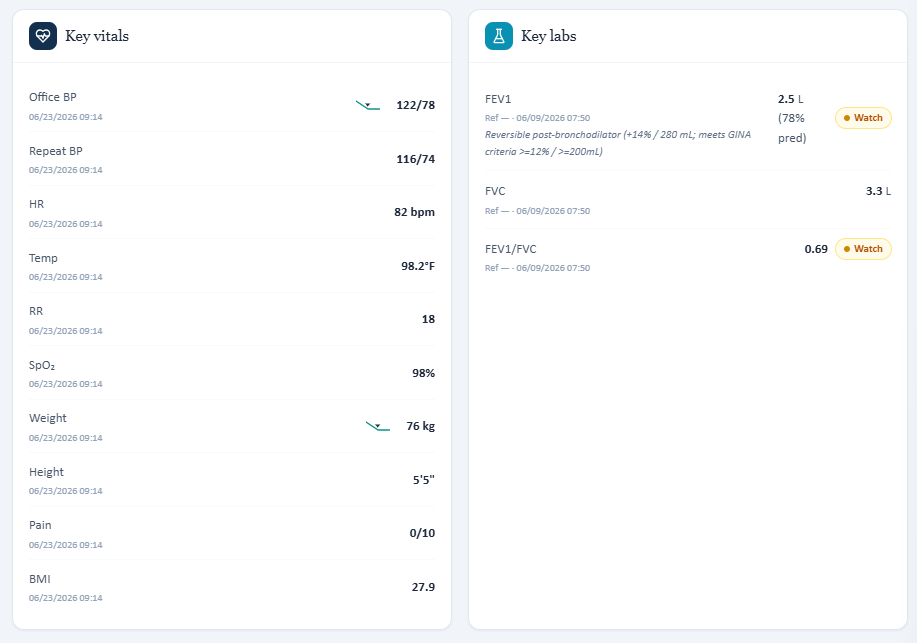 Key vitals
Office BP
122/78
06/23/2026 09:14
Repeat BP
116/74
06/23/2026 09:14
HR
82 bpm
06/23/2026 09:14
Temp
98.2°F
06/23/2026 09:14
RR
18
06/23/2026 09:14
SpO₂
98%
06/23/2026 09:14
Weight
76 kg
06/23/2026 09:14
Height
5'5"
06/23/2026 09:14
Pain
0/10
06/23/2026 09:14
BMI
27.9
06/23/2026 09:14
Key labs
FEV1
2.5 L
(78%
pred)
Watch
Ref — · 06/09/2026 07:50
Reversible post-bronchodilator (+14% / 280 mL; meets GINA
criteria >=12% / >=200mL)
FVC
3.3 L
Ref — · 06/09/2026 07:50
FEV1/FVC
0.69
Watch
Ref — · 06/09/2026 07:50